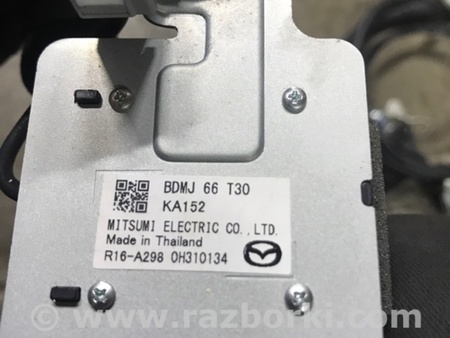 BDMJ 66 T30
KA152
MITSUMI ELECTRIC CO.,LTD.
Made in Thailand
R16-A298 0H310134
© www.razborki.com